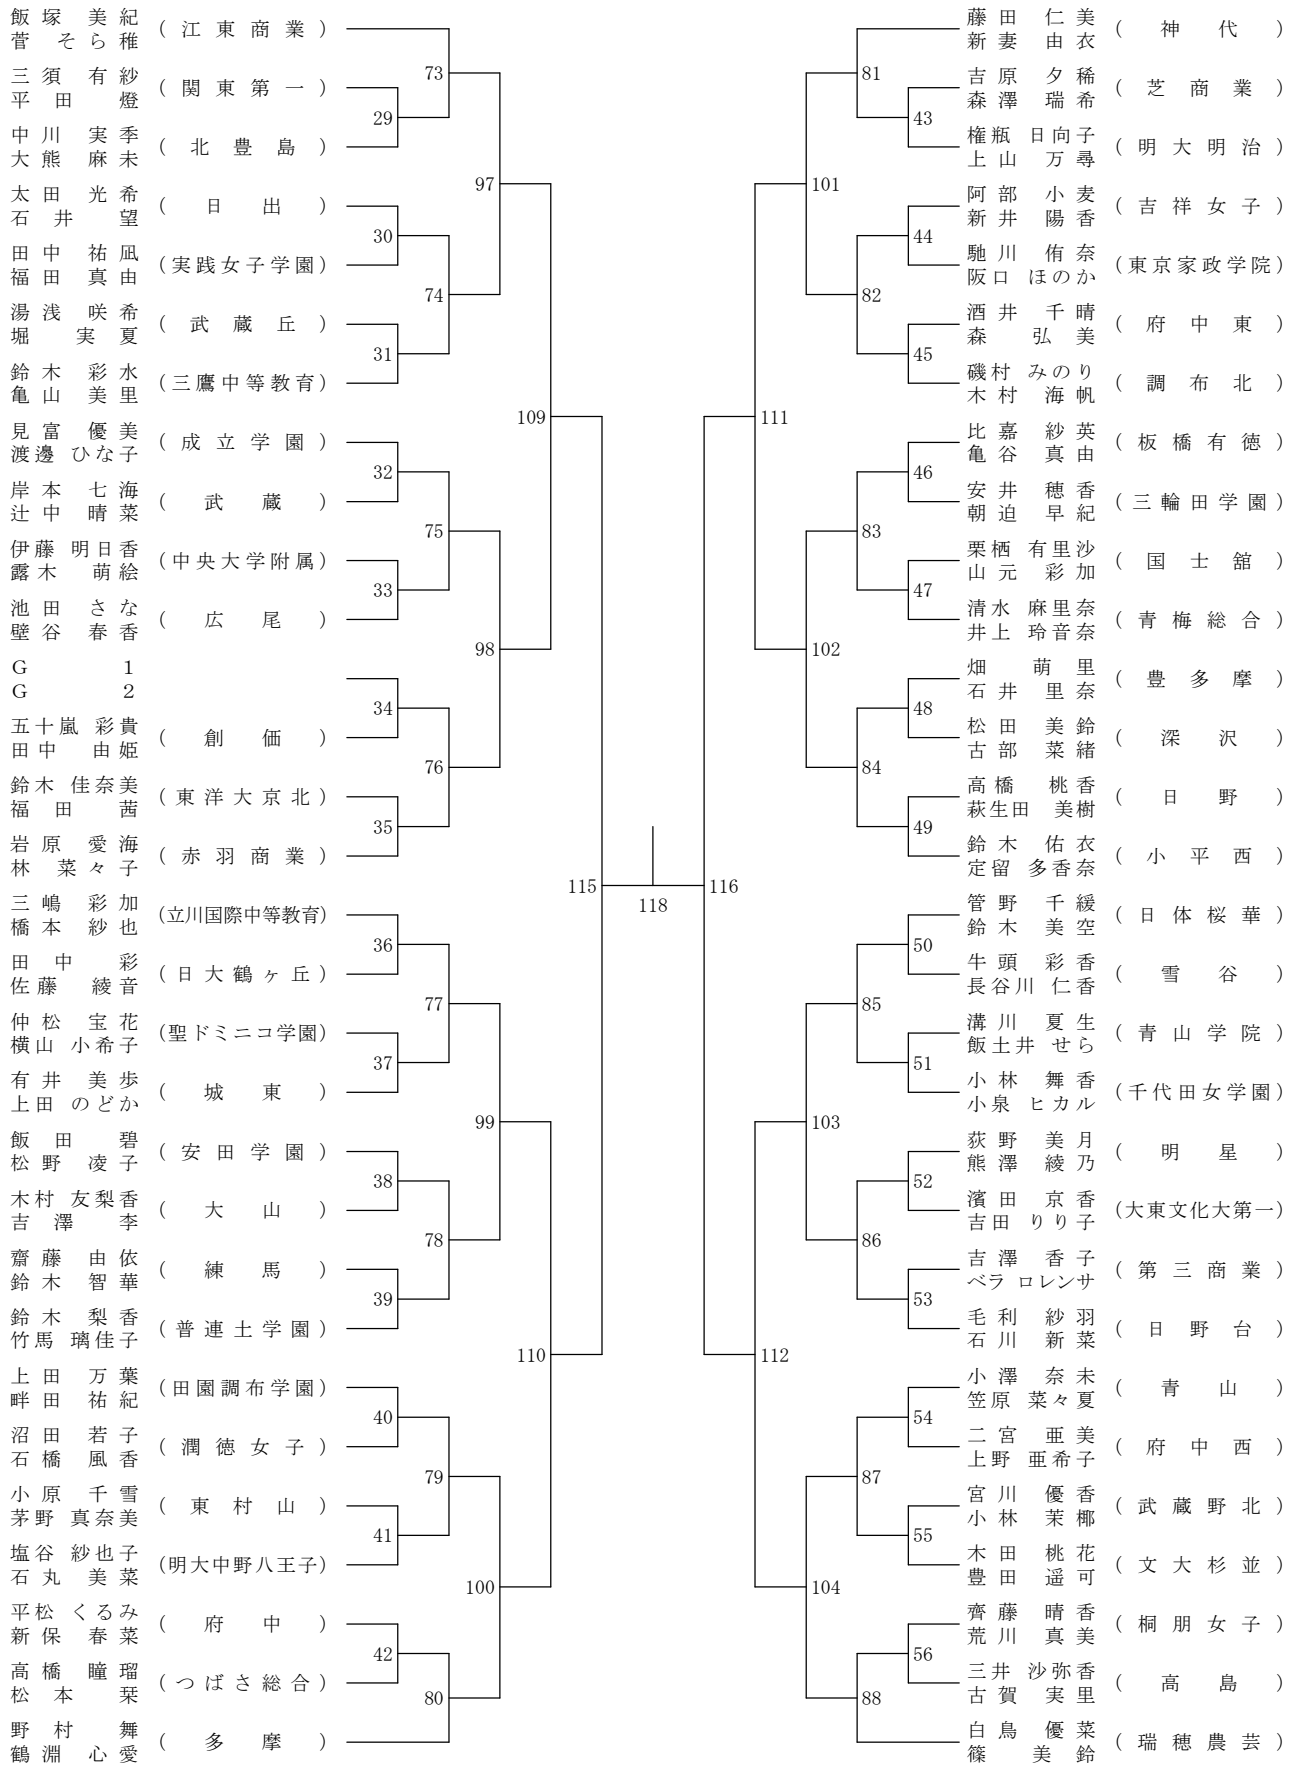 飯塚 美紀
菅 そら稚
(江東商業)
三須 有紗
平田 燈
(関東第一)
中川 実季
大熊 麻未
(北豊島)
太田 光希
石井 望
(日出)
田中 祐凪
福田 真由
(実践女子学園)
湯浅 咲希
堀 実夏
(武蔵丘)
鈴木 彩水
亀山 美里
(三鷹中等教育)
見富 優美
渡邊 ひな子
(成立学園)
岸本 七海
辻中 晴菜
(武蔵)
伊藤 明日香
露木 萌絵
(中央大学附属)
池田 さな
壁谷 春香
(広尾)
G 1
G 2
五十嵐 彩貴
田中 由姫
(創価)
鈴木 佳奈美
福田 茜
(東洋大京北)
岩原 愛海
林 菜々子
(赤羽商業)
三嶋 彩加
橋本 紗也
(立川国際中等教育)
田中 彩
佐藤 綾音
(日大鶴ヶ丘)
仲松 宝花
横山 小希子
(聖ドミニコ学園)
有井 美歩
上田 のどか
(城東)
飯田 碧
松野 凌子
(安田学園)
木村 友梨香
吉澤 李
(大山)
齋藤 由依
鈴木 智華
(練馬)
鈴木 梨香
竹馬 璃佳子
(普連土学園)
上田 万葉
畔田 祐紀
(田園調布学園)
沼田 若子
石橋 風香
(潤徳女子)
小原 千雪
茅野 真奈美
(東村山)
塩谷 紗也子
石丸 美菜
(明大中野八王子)
平松 くるみ
新保 春菜
(府中)
高橋 瞳瑠
松本 栞
(つばさ総合)
野村 舞
鶴淵 心愛
(多摩)
73
29
97
30
74
31
109
32
75
33
98
34
76
35
115
36
77
37
99
38
78
39
110
40
79
41
100
42
80
118
116
81
43
101
44
82
45
111
46
83
47
102
48
84
49
50
85
51
103
52
86
53
112
54
87
55
104
56
88
藤田 仁美
新妻 由衣
(神代)
吉原 夕稀
森澤 瑞希
(芝商業)
権瓶 日向子
上山 万尋
(明大明治)
阿部 小麦
新井 陽香
(吉祥女子)
馳川 侑奈
阪口 ほのか
(東京家政学院)
酒井 千晴
森 弘美
(府中東)
磯村 みのり
木村 海帆
(調布北)
比嘉 紗英
亀谷 真由
(板橋有徳)
安井 穂香
朝迫 早紀
(三輪田学園)
栗栖 有里沙
山元 彩加
(国士舘)
清水 麻里奈
井上 玲音奈
(青梅総合)
畑 萌里
石井 里奈
(豊多摩)
松田 美鈴
古部 菜緒
(深沢)
高橋 桃香
萩生田 美樹
(日野)
鈴木 佑衣
定留 多香奈
(小平西)
管野 千緩
鈴木 美空
(日体桜華)
牛頭 彩香
長谷川 仁香
(雪谷)
溝川 夏生
飯土井 せら
(青山学院)
小林 舞香
小泉 ヒカル
(千代田女学園)
荻野 美月
熊澤 綾乃
(明星)
濱田 京香
吉田 りり子
(大東文化大第一)
吉澤 香子
ベラ ロレンサ
(第三商業)
毛利 紗羽
石川 新菜
(日野台)
小澤 奈未
笠原 菜々夏
(青山)
二宮 亜美
上野 亜希子
(府中西)
宮川 優香
小林 茉椰
(武蔵野北)
木田 桃花
豊田 遥可
(文大杉並)
齊藤 晴香
荒川 真美
(桐朋女子)
三井 沙弥香
古賀 実里
(高島)
白鳥 優菜
篠 美鈴
(瑞穂農芸)